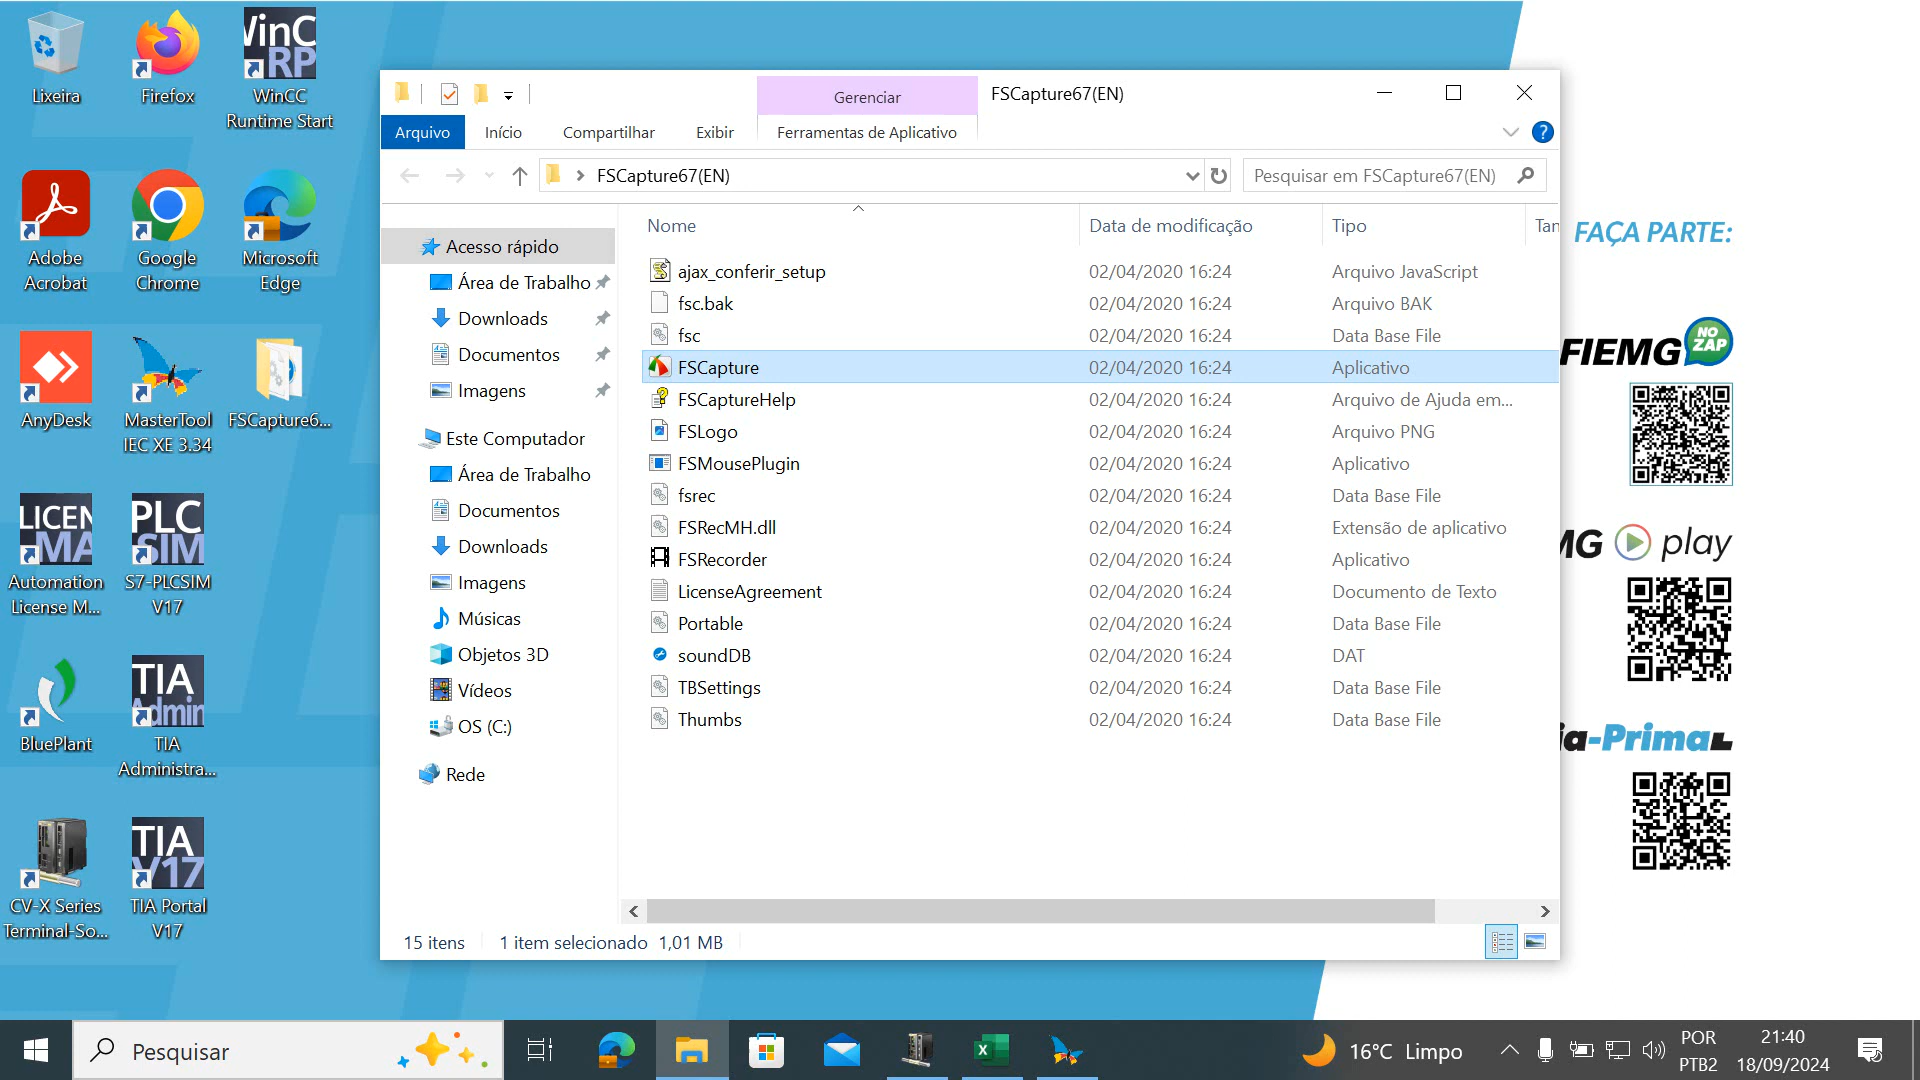 Lixeira
Firefox
WinCC
Runtime Start
Adobe
Acrobat
Google
Chrome
Microsoft
Edge
AnyDesk
MasterTool
IEC XE 3.34
FSCapture6...
Automation
License M...
S7-PLCSIM
V17
BluePlant
TIA
Administra...
CV-X Series
Terminal-So...
TIA Portal
V17
Gerenciar
FSCapture67(EN)
Arquivo
Início
Compartilhar
Exibir
Ferramentas de Aplicativo
FSCapture67(EN)
Pesquisar em FSCapture67(EN)
Acesso rápido
Área de Trabalho
Downloads
Documentos
Imagens
Este Computador
Área de Trabalho
Documentos
Downloads
Imagens
Músicas
Objetos 3D
Vídeos
OS (C:)
Rede
Nome Data de modificação Tipo Tan
ajax_conferir_setup 02/04/2020 16:24 Arquivo JavaScript
fsc.bak 02/04/2020 16:24 Arquivo BAK
fsc 02/04/2020 16:24 Data Base File
FSCapture 02/04/2020 16:24 Aplicativo
FSCaptureHelp 02/04/2020 16:24 Arquivo de Ajuda em...
FSLogo 02/04/2020 16:24 Arquivo PNG
FSMousePlugin 02/04/2020 16:24 Aplicativo
fsrec 02/04/2020 16:24 Data Base File
FSRecMH.dll 02/04/2020 16:24 Extensão de aplicativo
FSRecorder 02/04/2020 16:24 Aplicativo
LicenseAgreement 02/04/2020 16:24 Documento de Texto
Portable 02/04/2020 16:24 Data Base File
soundDB 02/04/2020 16:24 DAT
TBSettings 02/04/2020 16:24 Data Base File
Thumbs 02/04/2020 16:24 Data Base File
15 itens 1 item selecionado 1,01 MB
FAÇA PARTE:
FIEMG
NO
ZAP
MG play
ia-Prima
Pesquisar
16°C Limpo
POR
PTB2
21:40
18/09/2024
WinC
RP
LICEN
MA
PLC
SIM
TIA
Admin
TIA
V17